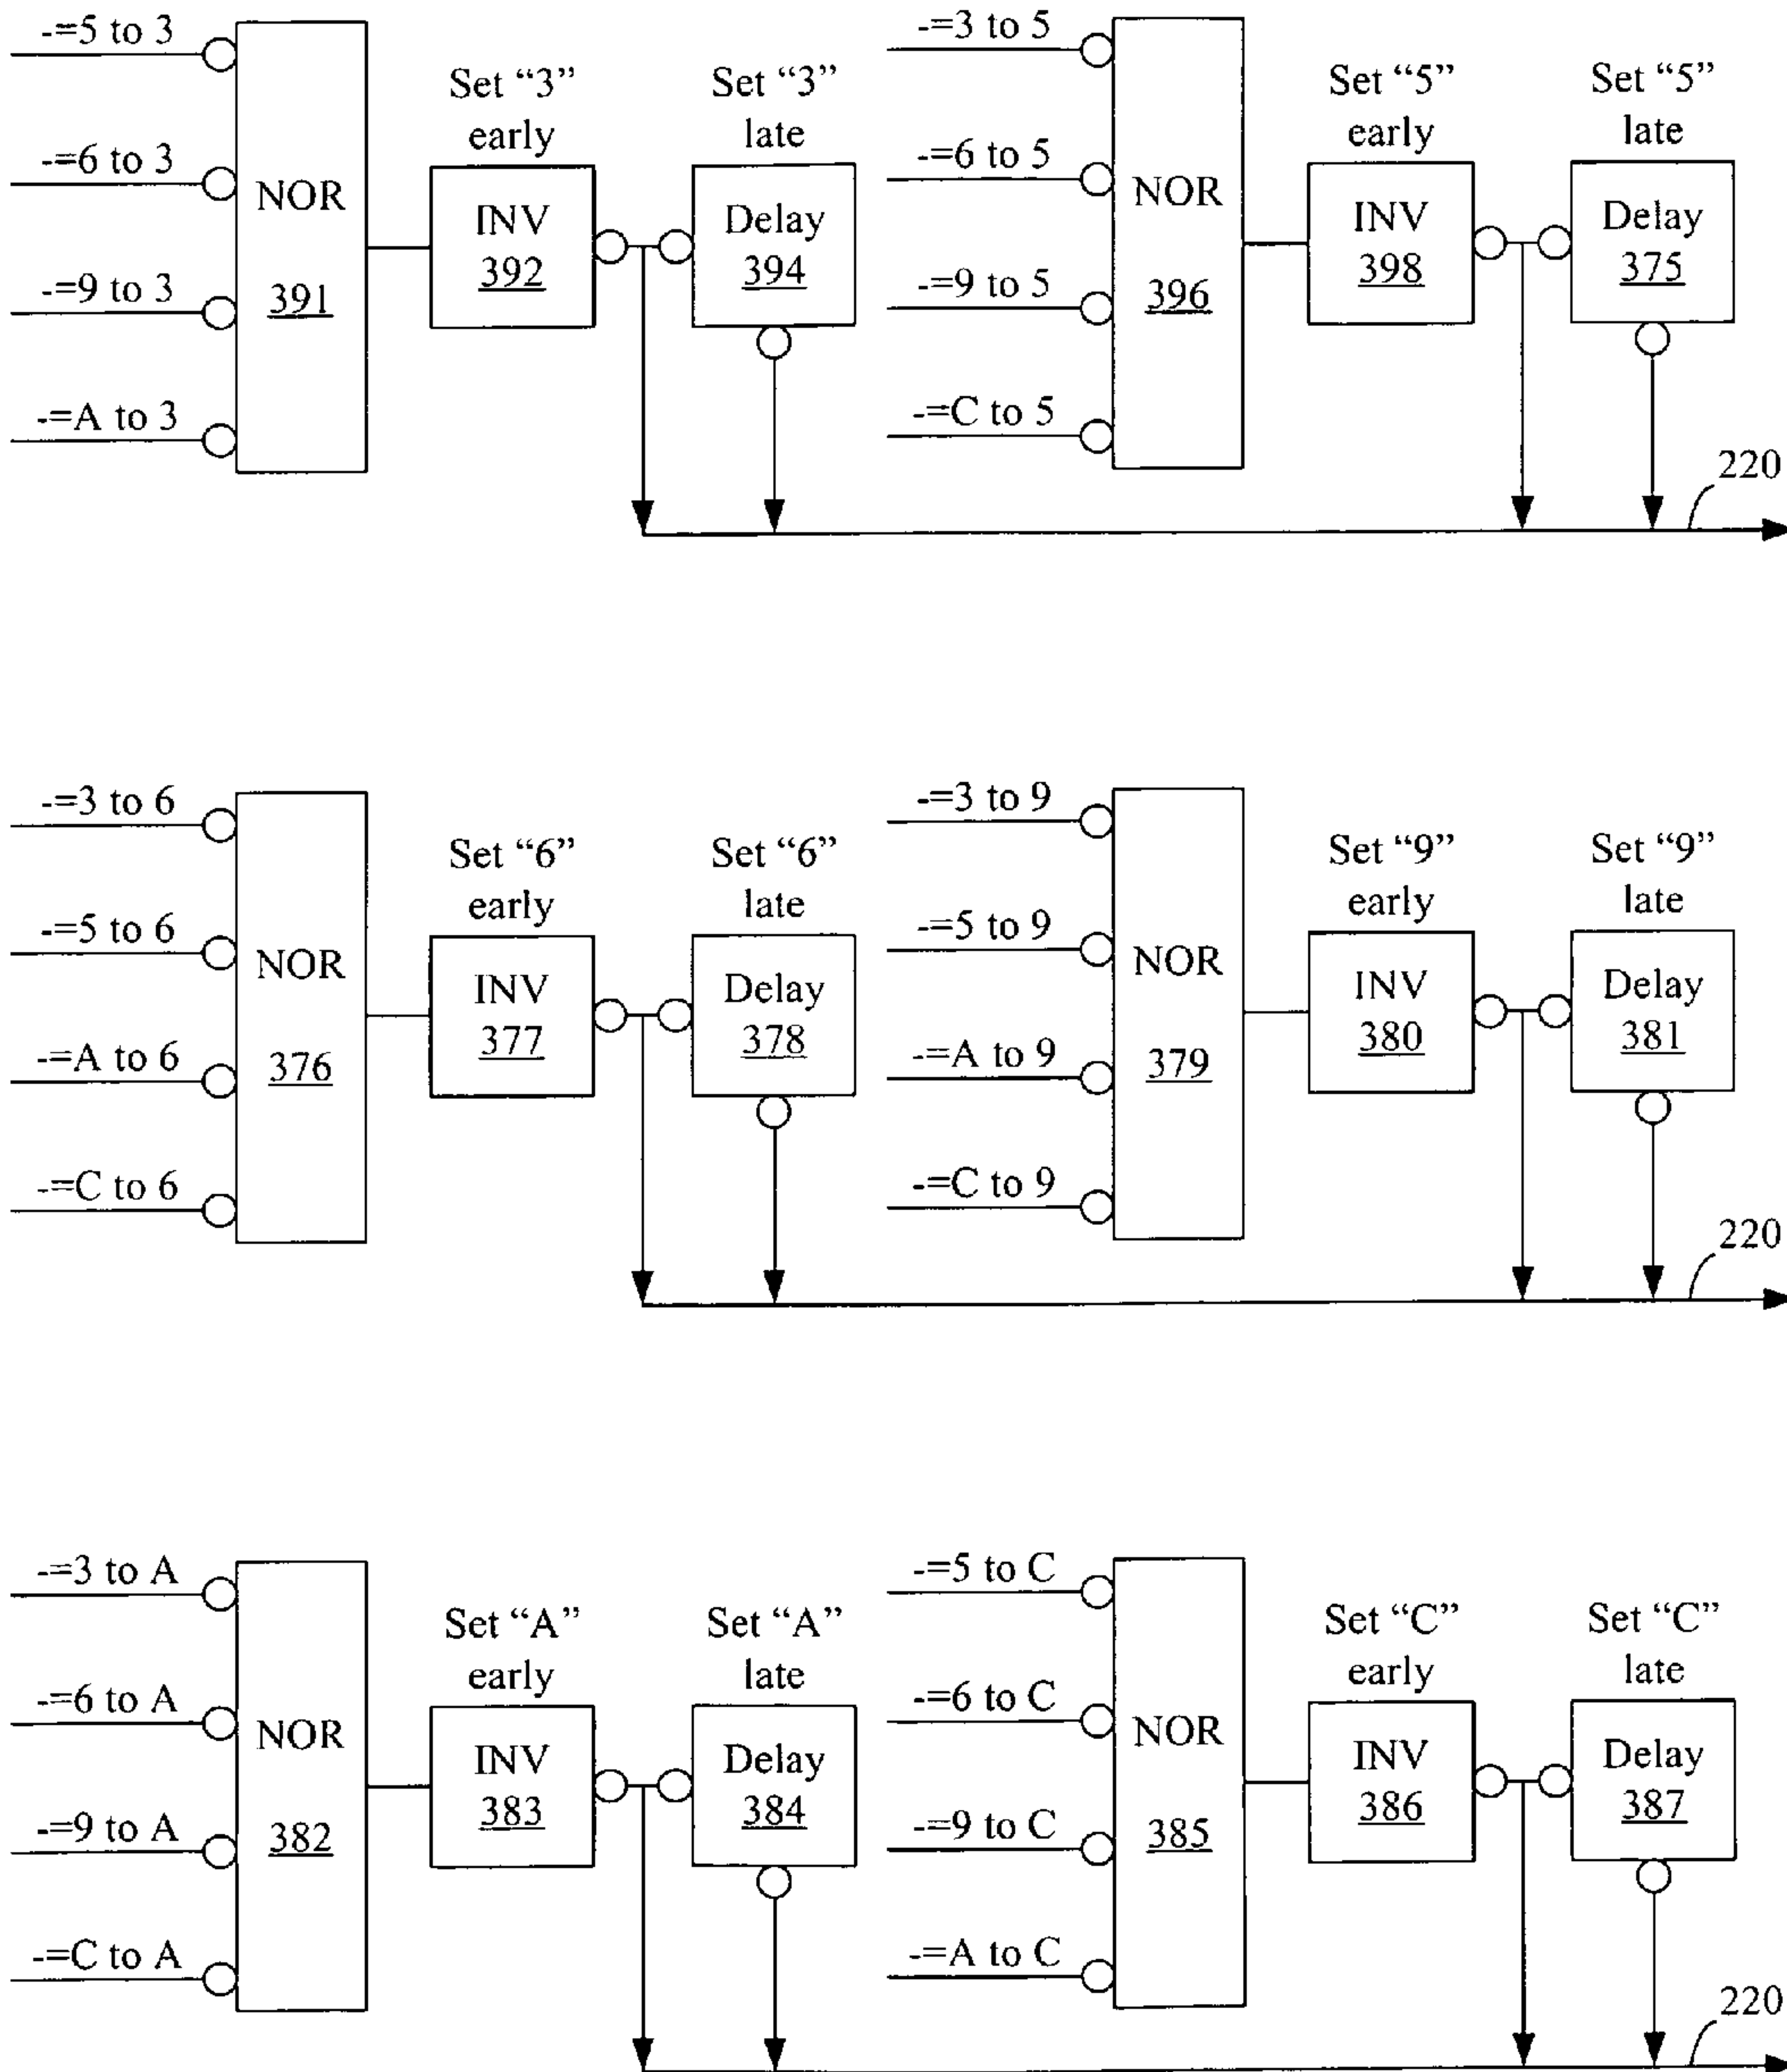 -=5 to 3
-=6 to 3
-=9 to 3
-=A to 3
NOR
391
Set “3”
early
INV
392
Set “3”
late
Delay
394
-=3 to 5
-=6 to 5
-=9 to 5
-=C to 5
NOR
396
Set “5”
early
INV
398
Set “5”
late
Delay
375
220
-=3 to 6
-=5 to 6
-=A to 6
-=C to 6
NOR
376
Set “6”
early
INV
377
Set “6”
late
Delay
378
-=3 to 9
-=5 to 9
-=A to 9
-=C to 9
NOR
379
Set “9”
early
INV
380
Set “9”
late
Delay
381
220
-=3 to A
-=6 to A
-=9 to A
-=C to A
NOR
382
Set “A”
early
INV
383
Set “A”
late
Delay
384
-=5 to C
-=6 to C
-=9 to C
-=A to C
NOR
385
Set “C”
early
INV
386
Set “C”
late
Delay
387
220